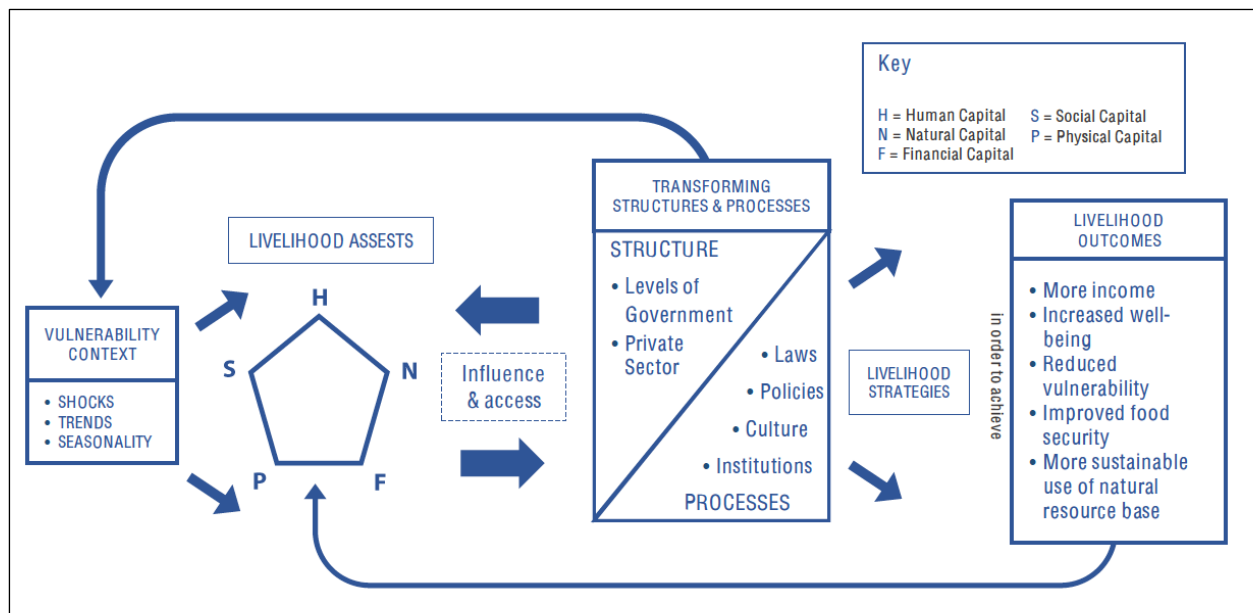 Key
H = Human Capital
S = Social Capital
N = Natural Capital
P = Physical Capital
F = Financial Capital
TRANSFORMING
STRUCTURES & PROCESSES
STRUCTURE
• Levels of
Government
• Private
Sector
• Laws
• Policies
• Culture
• Institutions
PROCESSES
LIVELIHOOD ASSESTS
H
S
N
P
F
Influence
& access
VULNERABILITY
CONTEXT
• SHOCKS
• TRENDS
• SEASONALITY
LIVELIHOOD
STRATEGIES
in order to achieve
LIVELIHOOD
OUTCOMES
• More income
• Increased well-
being
• Reduced
vulnerability
• Improved food
security
• More sustainable
use of natural
resource base